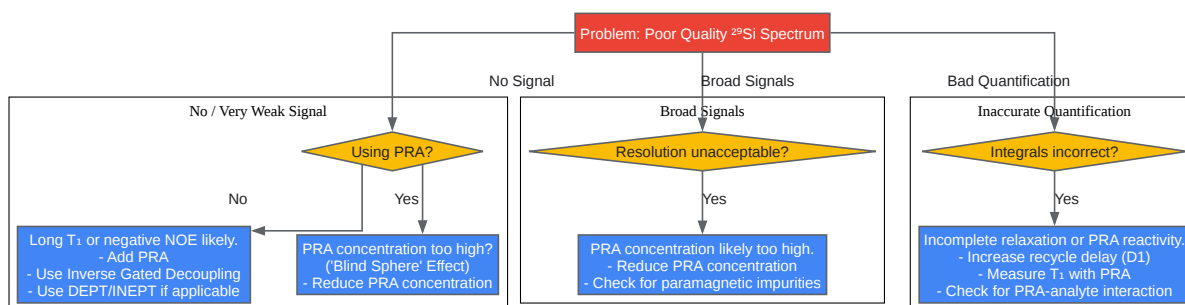 Problem: Poor Quality ²⁹Si Spectrum
No Signal
Broad Signals
Bad Quantification
No / Very Weak Signal
Using PRA?
No
Yes
Long T₁ or negative NOE likely.
- Add PRA
- Use Inverse Gated Decoupling
- Use DEPT/INEPT if applicable
PRA concentration too high?
('Blind Sphere' Effect)
- Reduce PRA concentration
Broad Signals
Resolution unacceptable?
Yes
PRA concentration likely too high.
- Reduce PRA concentration
- Check for paramagnetic impurities
Inaccurate Quantification
Integrals incorrect?
Yes
Incomplete relaxation or PRA reactivity.
- Increase recycle delay (D1)
- Measure T₁ with PRA
- Check for PRA-analyte interaction